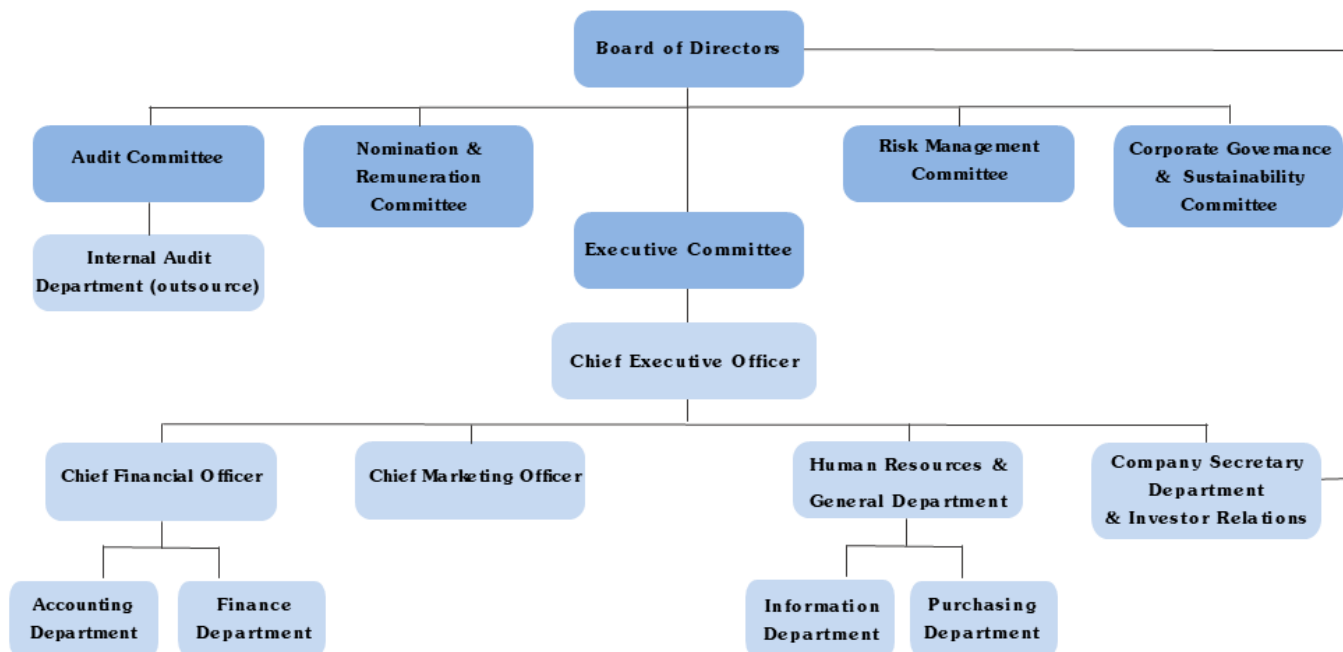 Board of Directors
Audit Committee
Nomination &
Remuneration
Committee
Risk Management
Committee
Corporate Governance
& Sustainability
Committee
Internal Audit
Department (outsource)
Executive Committee
Chief Executive Officer
Chief Financial Officer
Chief Marketing Officer
Human Resources &
General Department
Company Secretary
Department
& Investor Relations
Accounting
Department
Finance
Department
Information
Department
Purchasing
Department